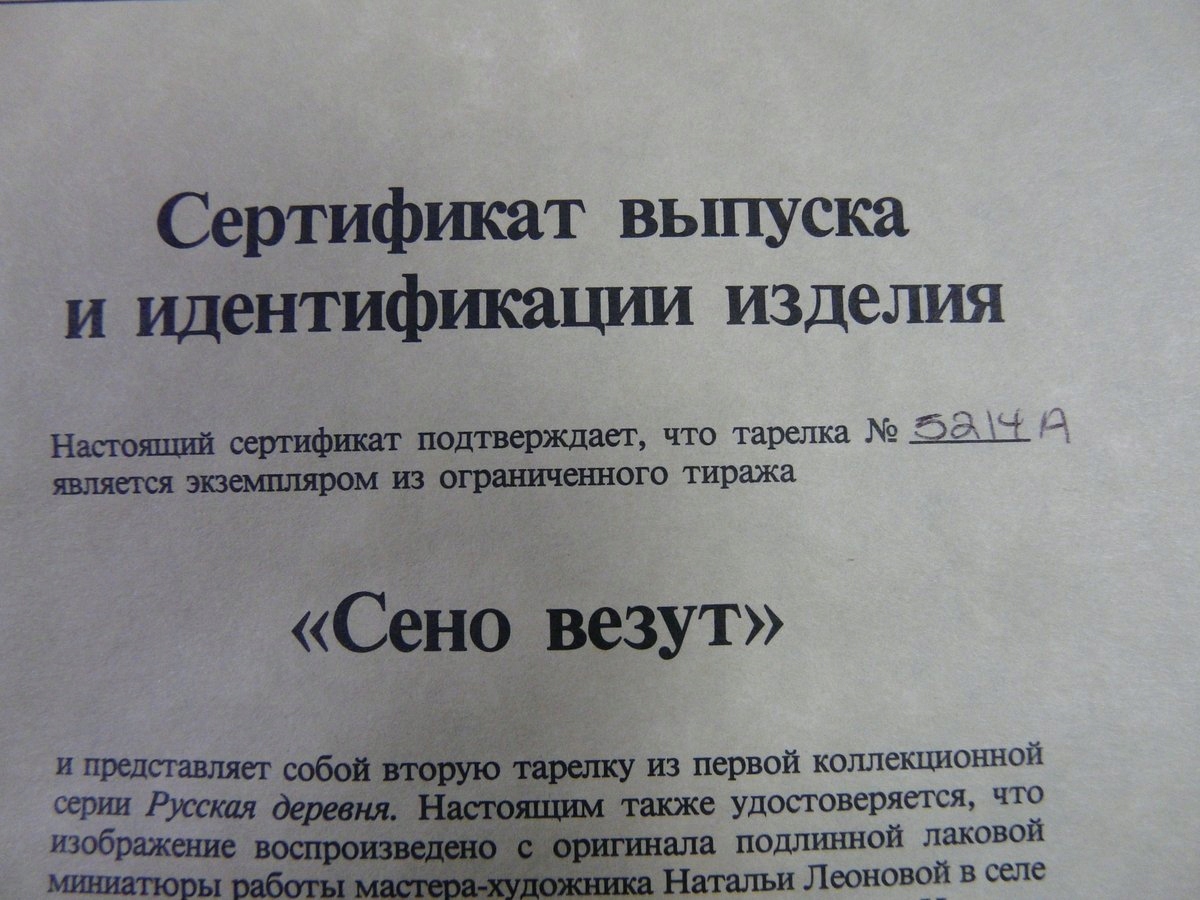 Сертификат выпуска
и идентификации изделия
Настоящий сертификат подтверждает, что тарелка № 5214 A
является экземпляром из ограниченного тиража
«Сено везут»
и представляет собой вторую тарелку из первой коллекционной
серии Русская деревня. Настоящим также удостоверяется, что
изображение воспроизведено с оригинала подлинной лаковой
миниатюры работы мастера-художника Натальи Леоновой в селе